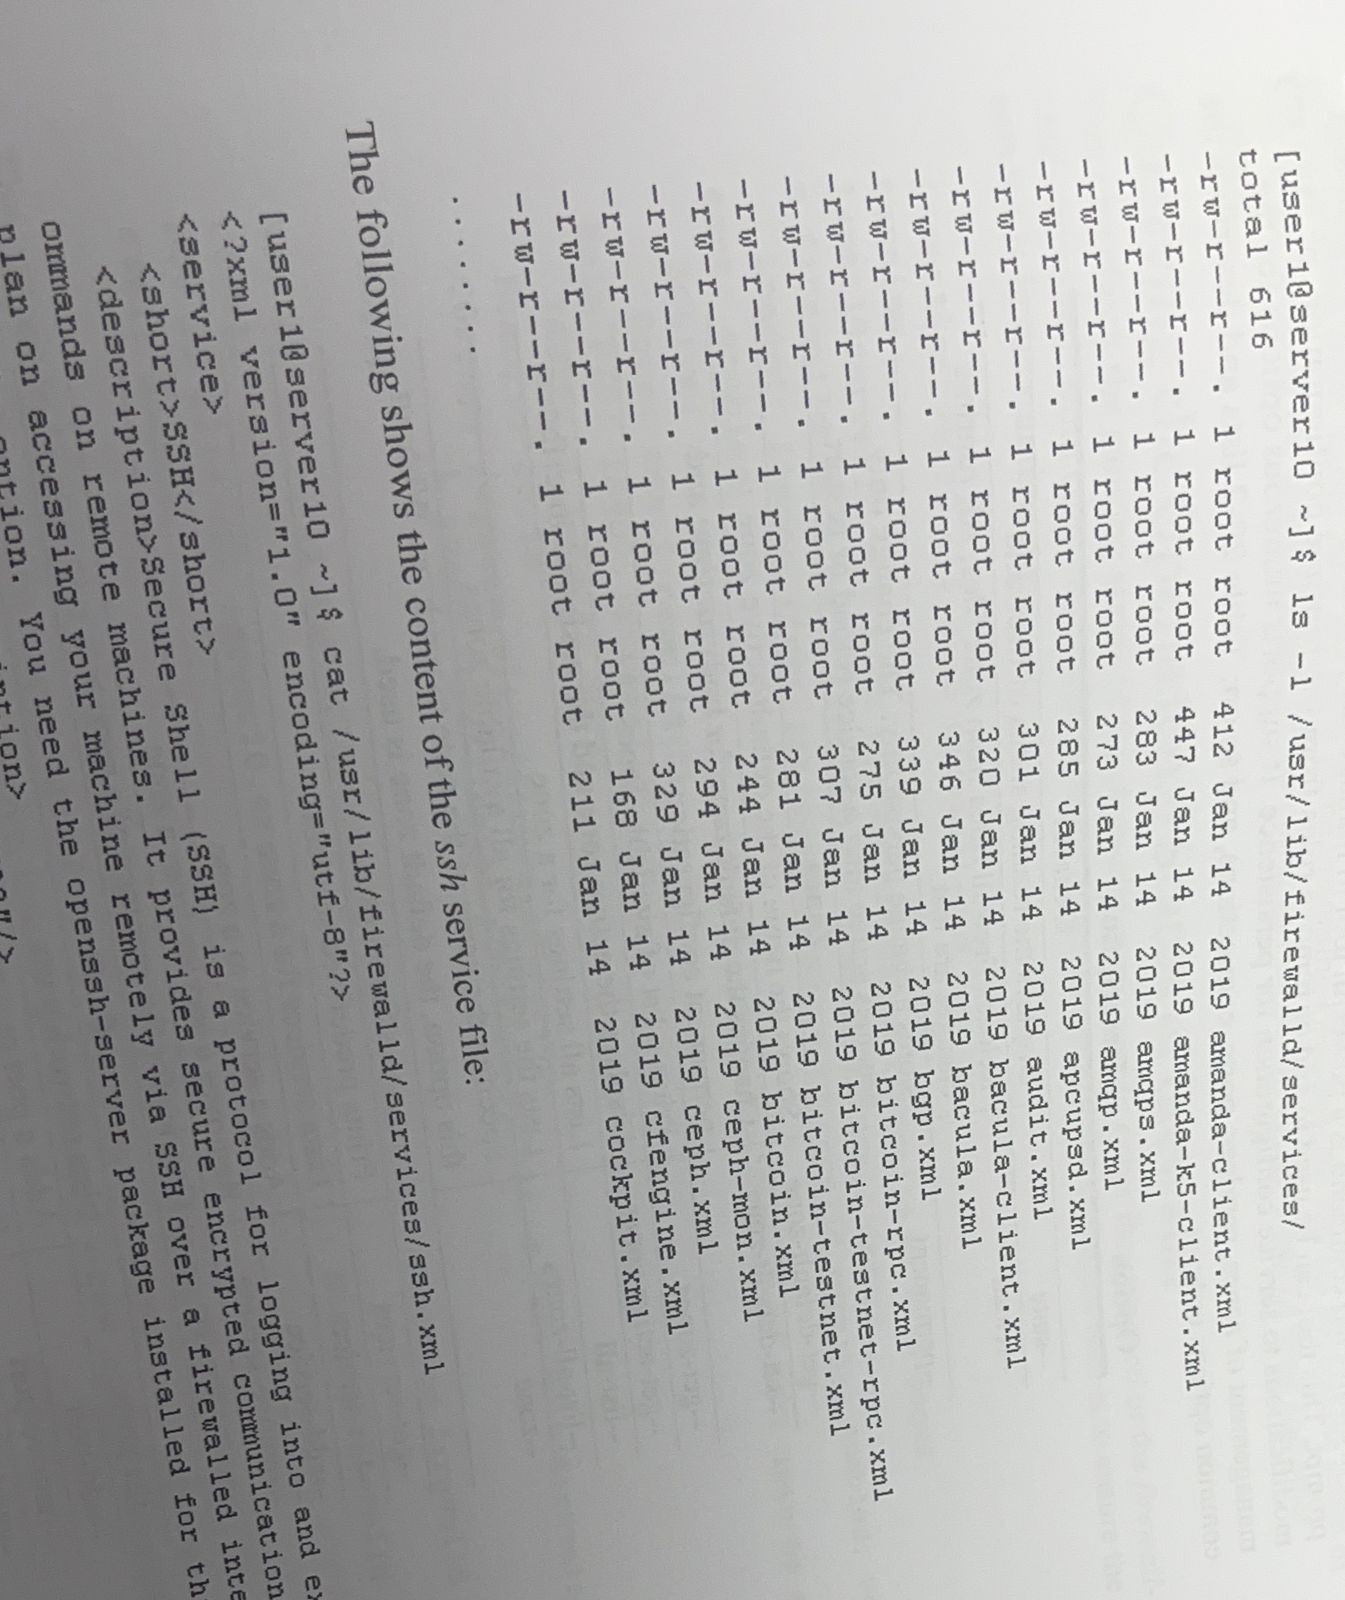 [user1@server10 ~]$ ls -l /usr/lib/firewalld/services/
total 616
-rw-r--r--. 1 root root 412 Jan 14 2019 amanda-client.xml
-rw-r--r--. 1 root root 447 Jan 14 2019 amanda-k5-client.xml
-rw-r--r--. 1 root root 283 Jan 14 2019 amqps.xml
-rw-r--r--. 1 root root 273 Jan 14 2019 amqp.xml
-rw-r--r--. 1 root root 285 Jan 14 2019 apcupsd.xml
-rw-r--r--. 1 root root 301 Jan 14 2019 audit.xml
-rw-r--r--. 1 root root 320 Jan 14 2019 bacula-client.xml
-rw-r--r--. 1 root root 346 Jan 14 2019 bacula.xml
-rw-r--r--. 1 root root 339 Jan 14 2019 bgp.xml
-rw-r--r--. 1 root root 275 Jan 14 2019 bitcoin-rpc.xml
-rw-r--r--. 1 root root 307 Jan 14 2019 bitcoin-testnet-rpc.xml
-rw-r--r--. 1 root root 281 Jan 14 2019 bitcoin-testnet.xml
-rw-r--r--. 1 root root 244 Jan 14 2019 bitcoin.xml
-rw-r--r--. 1 root root 294 Jan 14 2019 ceph-mon.xml
-rw-r--r--. 1 root root 329 Jan 14 2019 ceph.xml
-rw-r--r--. 1 root root 168 Jan 14 2019 cfengine.xml
-rw-r--r--. 1 root root 211 Jan 14 2019 cockpit.xml
........
The following shows the content of the ssh service file:
[user1@server10 ~]$ cat /usr/lib/firewalld/services/ssh.xml
<?xml version="1.0" encoding="utf-8"?>
<service>
<short>SSH</short>
<description>Secure Shell (SSH) is a protocol for logging into and ex
ommands on remote machines. It provides secure encrypted communication
plan on accessing your machine remotely via SSH over a firewalled inte
You need the openssh-server package installed for th